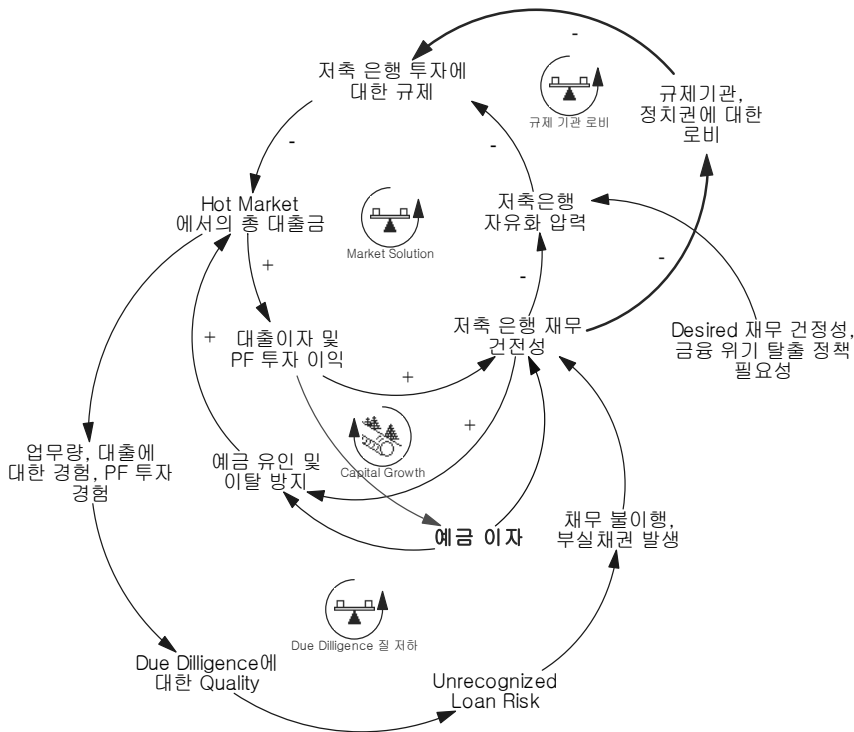 저축 은행 투자에
대한 규제
-
규제기관,
정치권에 대한
로비
규제 기관 로비
-
-
Hot Market
에서의 총 대출금
저축은행
자유화 압력
Market Solution
+
-
-
대출이자 및
PF 투자 이익
+
저축 은행 재무
건전성
Desired 재무 건정성,
금융 위기 탈출 정책
필요성
+
+
업무량, 대출에
대한 경험, PF 투자
경험
예금 유인 및
이탈 방지
Capital Growth
예금 이자
채무 불이행,
부실채권 발생
Due Dilligence 질 저하
Due Dilligence에
대한 Quality
Unrecognized
Loan Risk